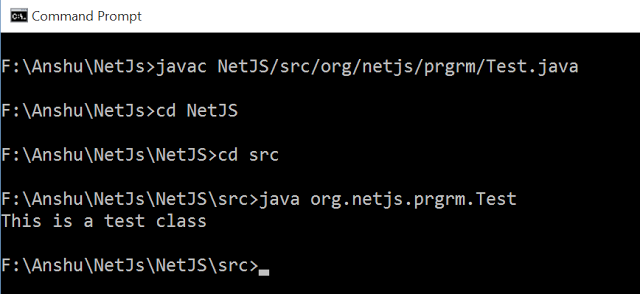 Command Prompt
F:\Anshu\NetJs>javac NetJS/src/org/netjs/prgrm/Test.java
F:\Anshu\NetJs>cd NetJS
F:\Anshu\NetJs\NetJS>cd src
F:\Anshu\NetJs\NetJS\src>java org.netjs.prgrm.Test
This is a test class
F:\Anshu\NetJs\NetJS\src>